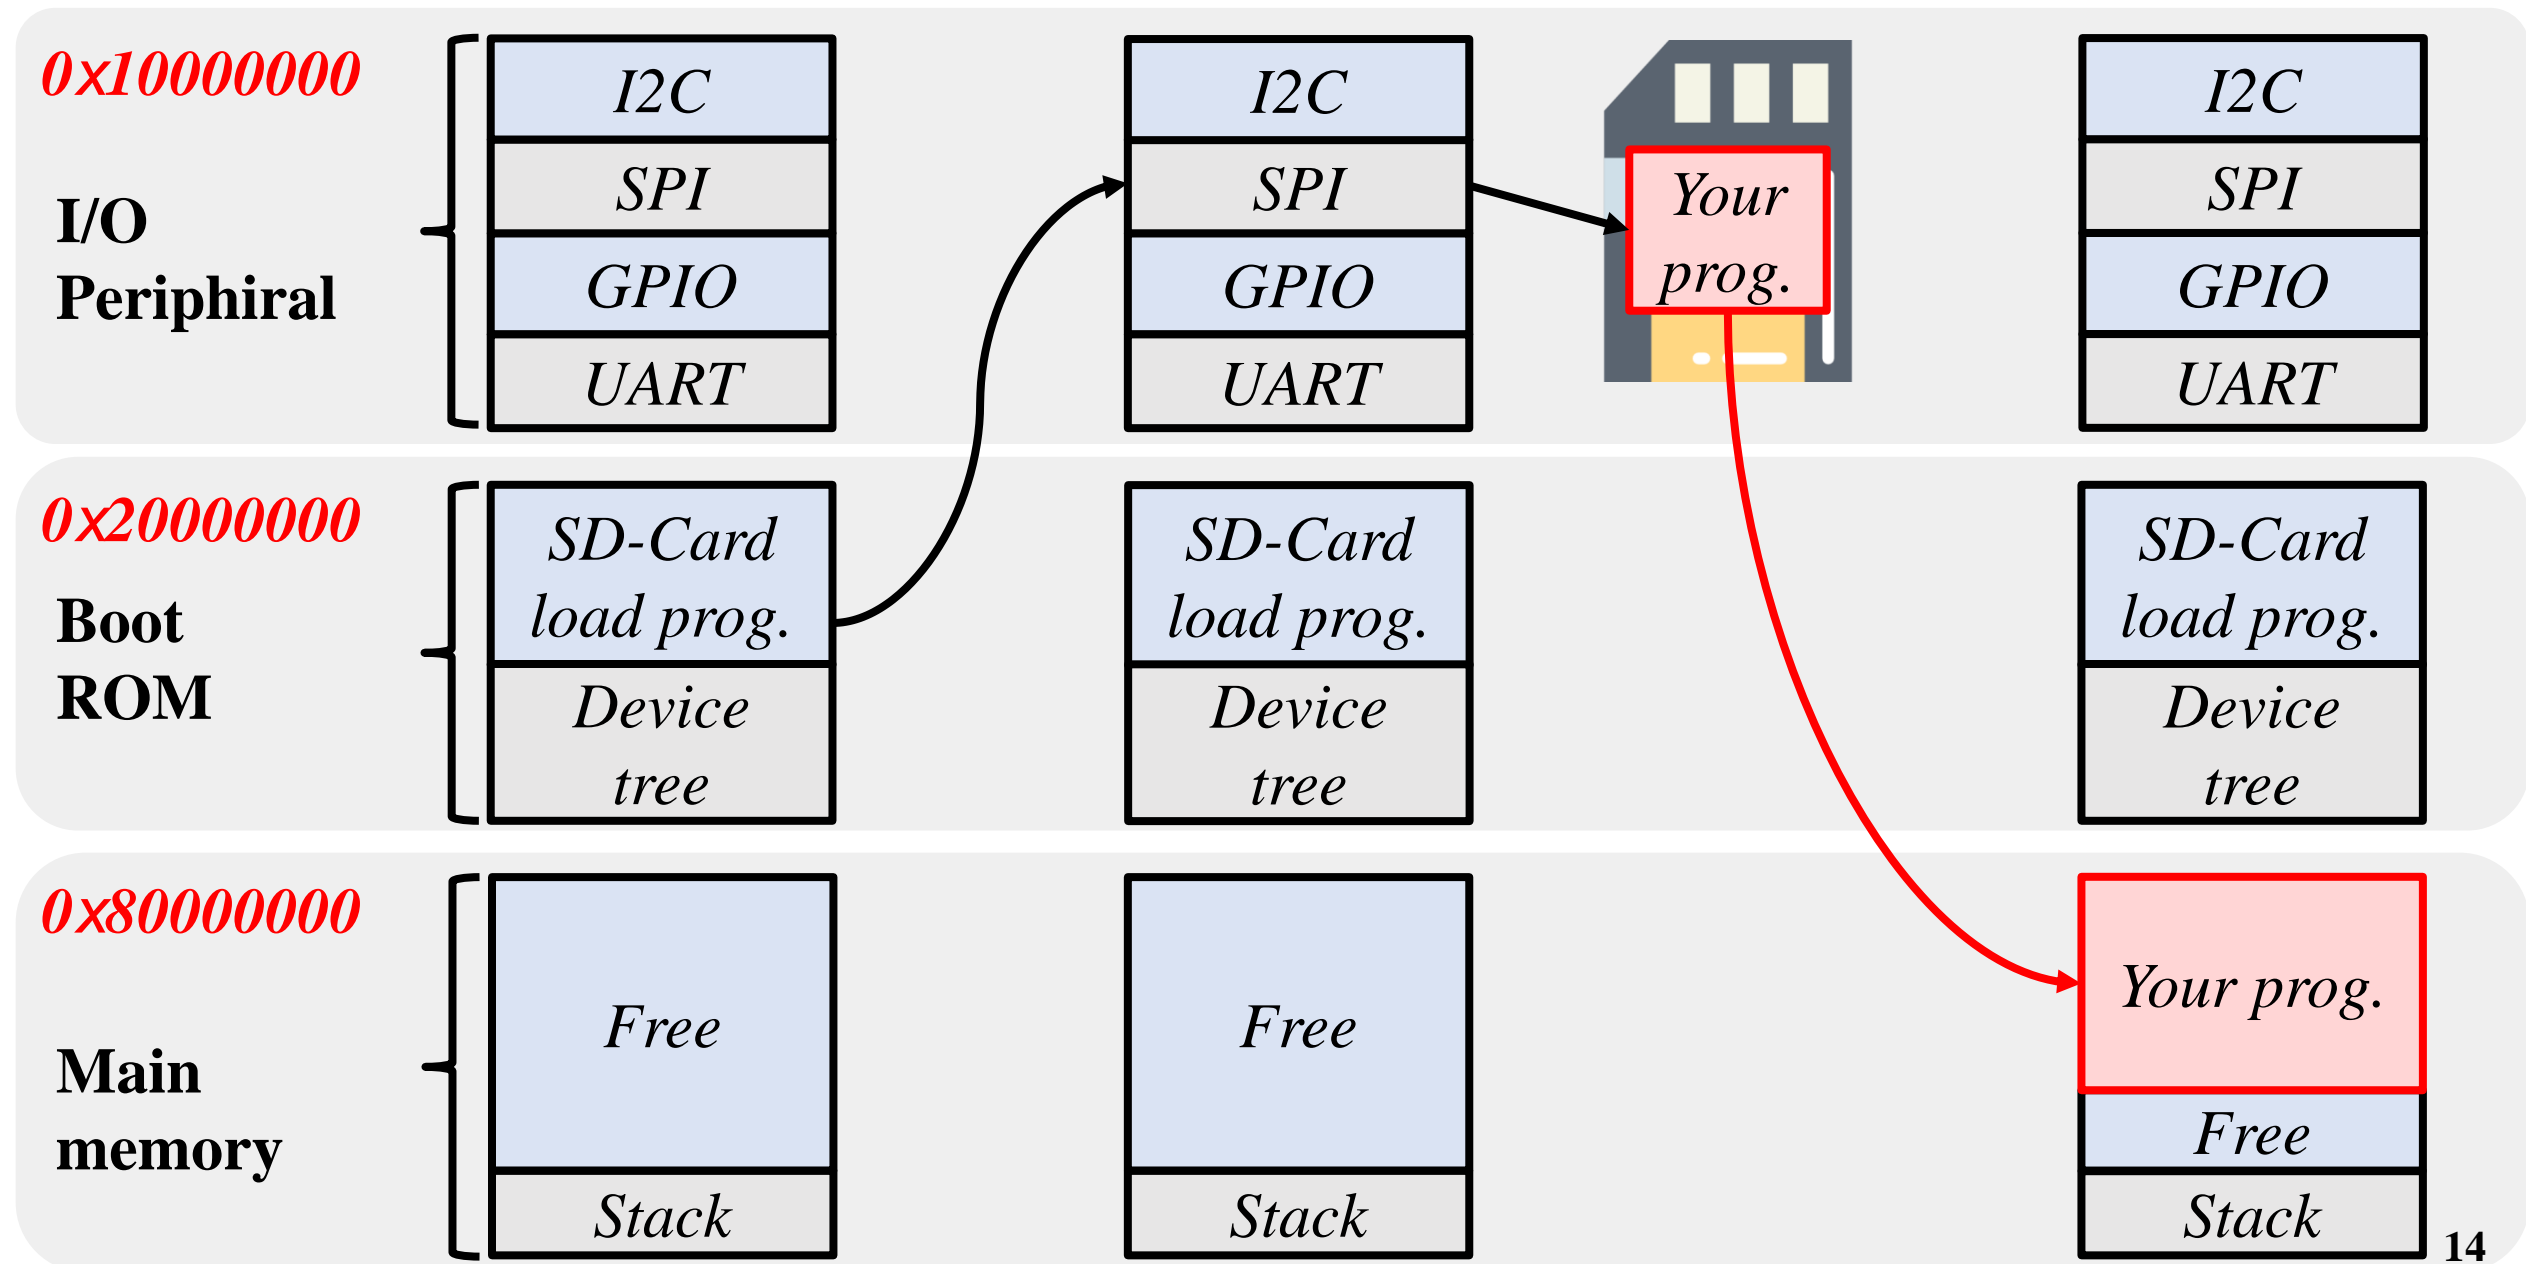 0x10000000
I/O
Periphiral
I2C
SPI
GPIO
UART
I2C
SPI
GPIO
UART
Your
prog.
I2C
SPI
GPIO
UART
0x20000000
Boot
ROM
SD-Card
load prog.
Device
tree
SD-Card
load prog.
Device
tree
SD-Card
load prog.
Device
tree
0x80000000
Main
memory
Free
Stack
Free
Stack
Your prog.
Free
Stack
14